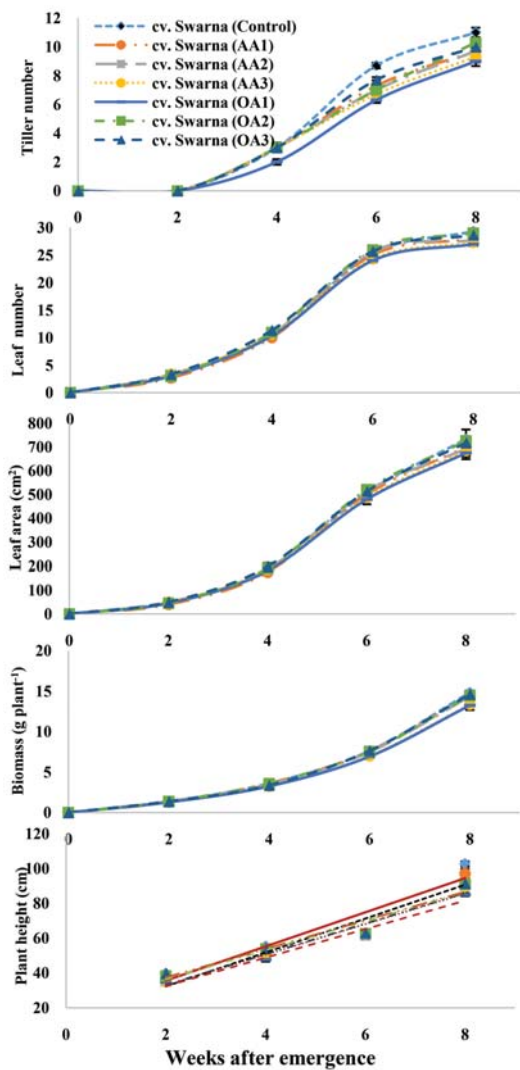 Tiller number
12
10
8
6
4
2
0
cv. Swarna (Control)
cv. Swarna (AA1)
cv. Swarna (AA2)
cv. Swarna (AA3)
cv. Swarna (OA1)
cv. Swarna (OA2)
cv. Swarna (OA3)
0 2 4 6 8
Leaf number
30
25
20
15
10
5
0
0 2 4 6 8
Leaf area (cm²)
800
700
600
500
400
300
200
100
0
0 2 4 6 8
Biomass (g plant⁻¹)
20
15
10
5
0
0 2 4 6 8
Plant height (cm)
120
100
80
60
40
20
0 2 4 6 8
Weeks after emergence